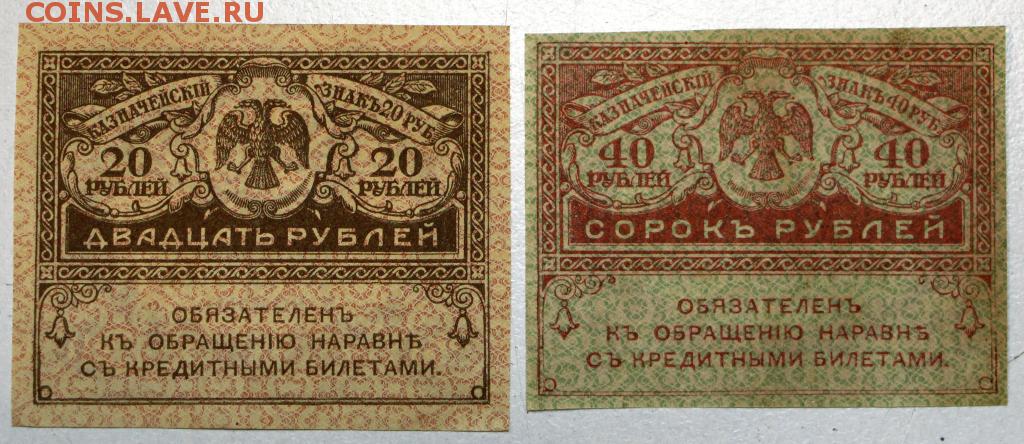 COINS.LAVE.RU
КАЗНАЧЕЙСКІЙ
ЗНАКЪ 20 РУБ.
20
РУБЛЕЙ
20
РУБЛЕЙ
ДВАДЦАТЬ РУБЛЕЙ
ОБЯЗАТЕЛЕНЪ
КЪ ОБРАЩЕНІЮ НАРАВНѢ
СЪ КРЕДИТНЫМИ БИЛЕТАМИ.
КАЗНАЧЕЙСКІЙ
ЗНАКЪ 40 РУБ.
40
РУБЛЕЙ
40
РУБЛЕЙ
СОРОКЪ РУБЛЕЙ
ОБЯЗАТЕЛЕНЪ
КЪ ОБРАЩЕНІЮ НАРАВНѢ
СЪ КРЕДИТНЫМИ БИЛЕТАМИ.